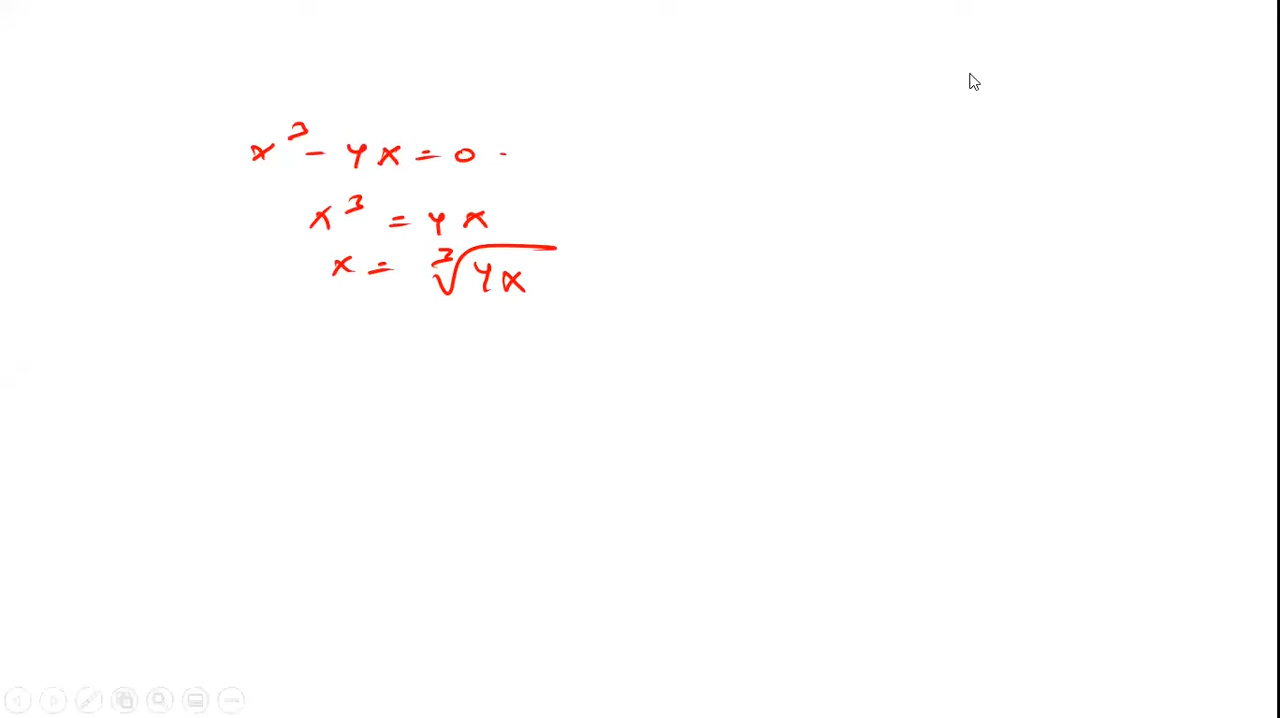 x³ - 4x = 0
x³ = 4x
x = ∛4x